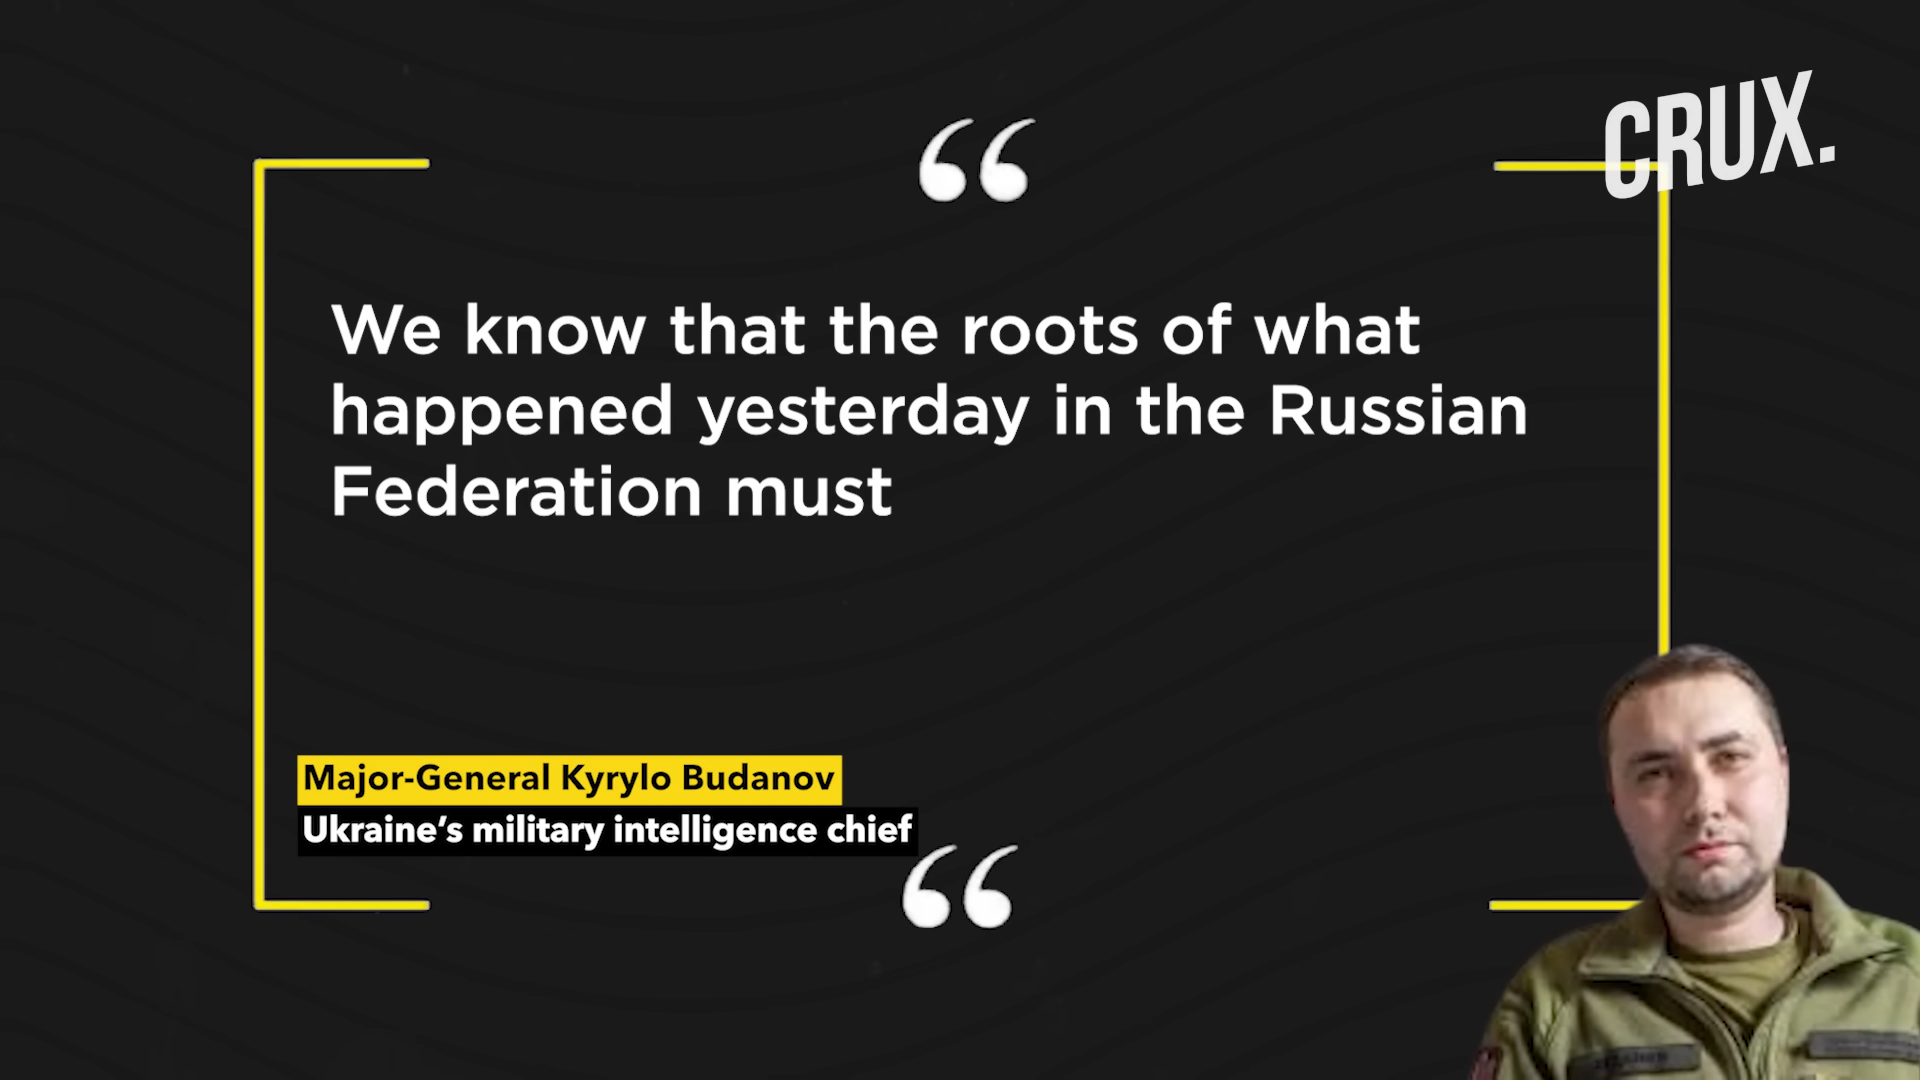 CRUX.
“
We know that the roots of what
happened yesterday in the Russian
Federation must
Major-General Kyrylo Budanov
Ukraine’s military intelligence chief
“